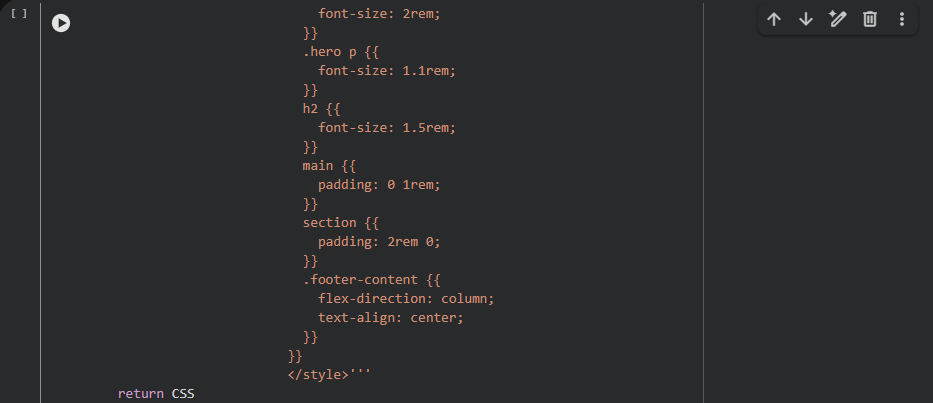 [ ]
font-size: 2rem;
}}
.hero p {{
font-size: 1.1rem;
}}
h2 {{
font-size: 1.5rem;
}}
main {{
padding: 0 1rem;
}}
section {{
padding: 2rem 0;
}}
.footer-content {{
flex-direction: column;
text-align: center;
}}
}}
</style>'''
return CSS